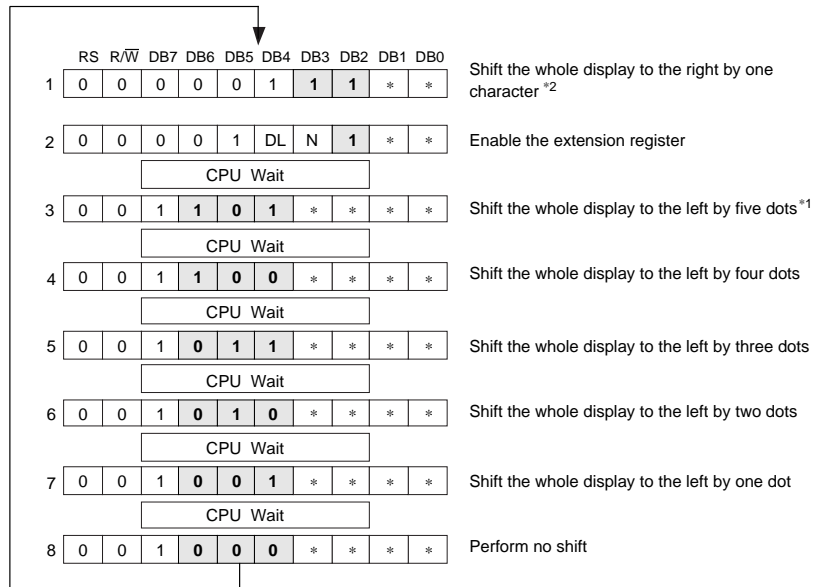 RS R/W̅ DB7 DB6 DB5 DB4 DB3 DB2 DB1 DB0
1 0 0 0 0 0 1 1 1 * * Shift the whole display to the right by one
character *2
2 0 0 0 0 1 DL N 1 * * Enable the extension register
CPU Wait
3 0 0 1 1 0 1 * * * * Shift the whole display to the left by five dots*1
CPU Wait
4 0 0 1 1 0 0 * * * * Shift the whole display to the left by four dots
CPU Wait
5 0 0 1 0 1 1 * * * * Shift the whole display to the left by three dots
CPU Wait
6 0 0 1 0 1 0 * * * * Shift the whole display to the left by two dots
CPU Wait
7 0 0 1 0 0 1 * * * * Shift the whole display to the left by one dot
CPU Wait
8 0 0 1 0 0 0 * * * * Perform no shift